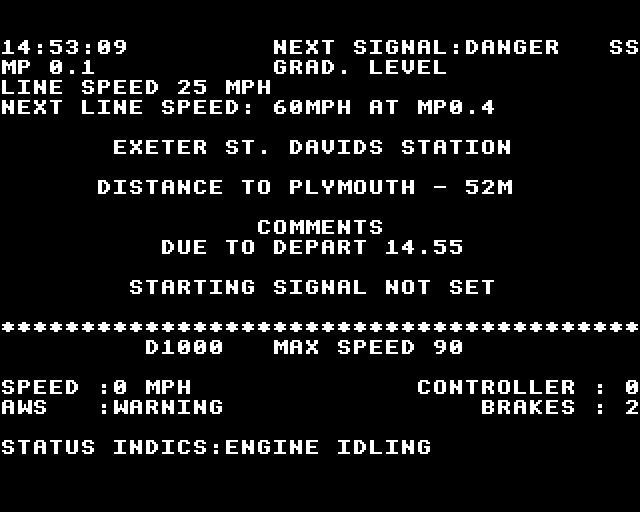 14:53:09 NEXT SIGNAL:DANGER SS
MP 0.1 GRAD. LEVEL
LINE SPEED 25 MPH
NEXT LINE SPEED: 60MPH AT MP0.4
EXETER ST. DAVIDS STATION
DISTANCE TO PLYMOUTH - 52M
COMMENTS
DUE TO DEPART 14.55
STARTING SIGNAL NOT SET
****************************************
D1000 MAX SPEED 90
SPEED :0 MPH CONTROLLER : 0
AWS :WARNING BRAKES : 2
STATUS INDICS:ENGINE IDLING